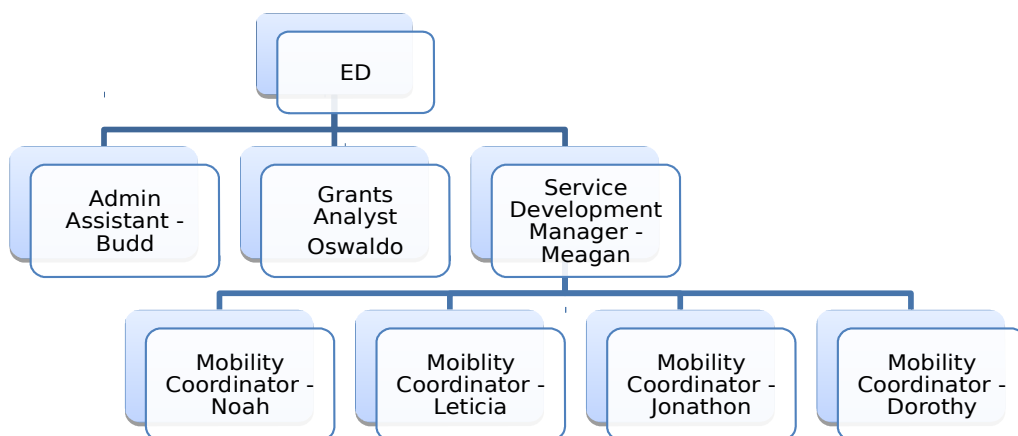 ED
Admin
Assistant -
Budd
Grants
Analyst
Oswaldo
Service
Development
Manager -
Meagan
Mobility
Coordinator -
Noah
Moiblity
Coordinator -
Leticia
Mobility
Coordinator -
Jonathon
Mobility
Coordinator -
Dorothy